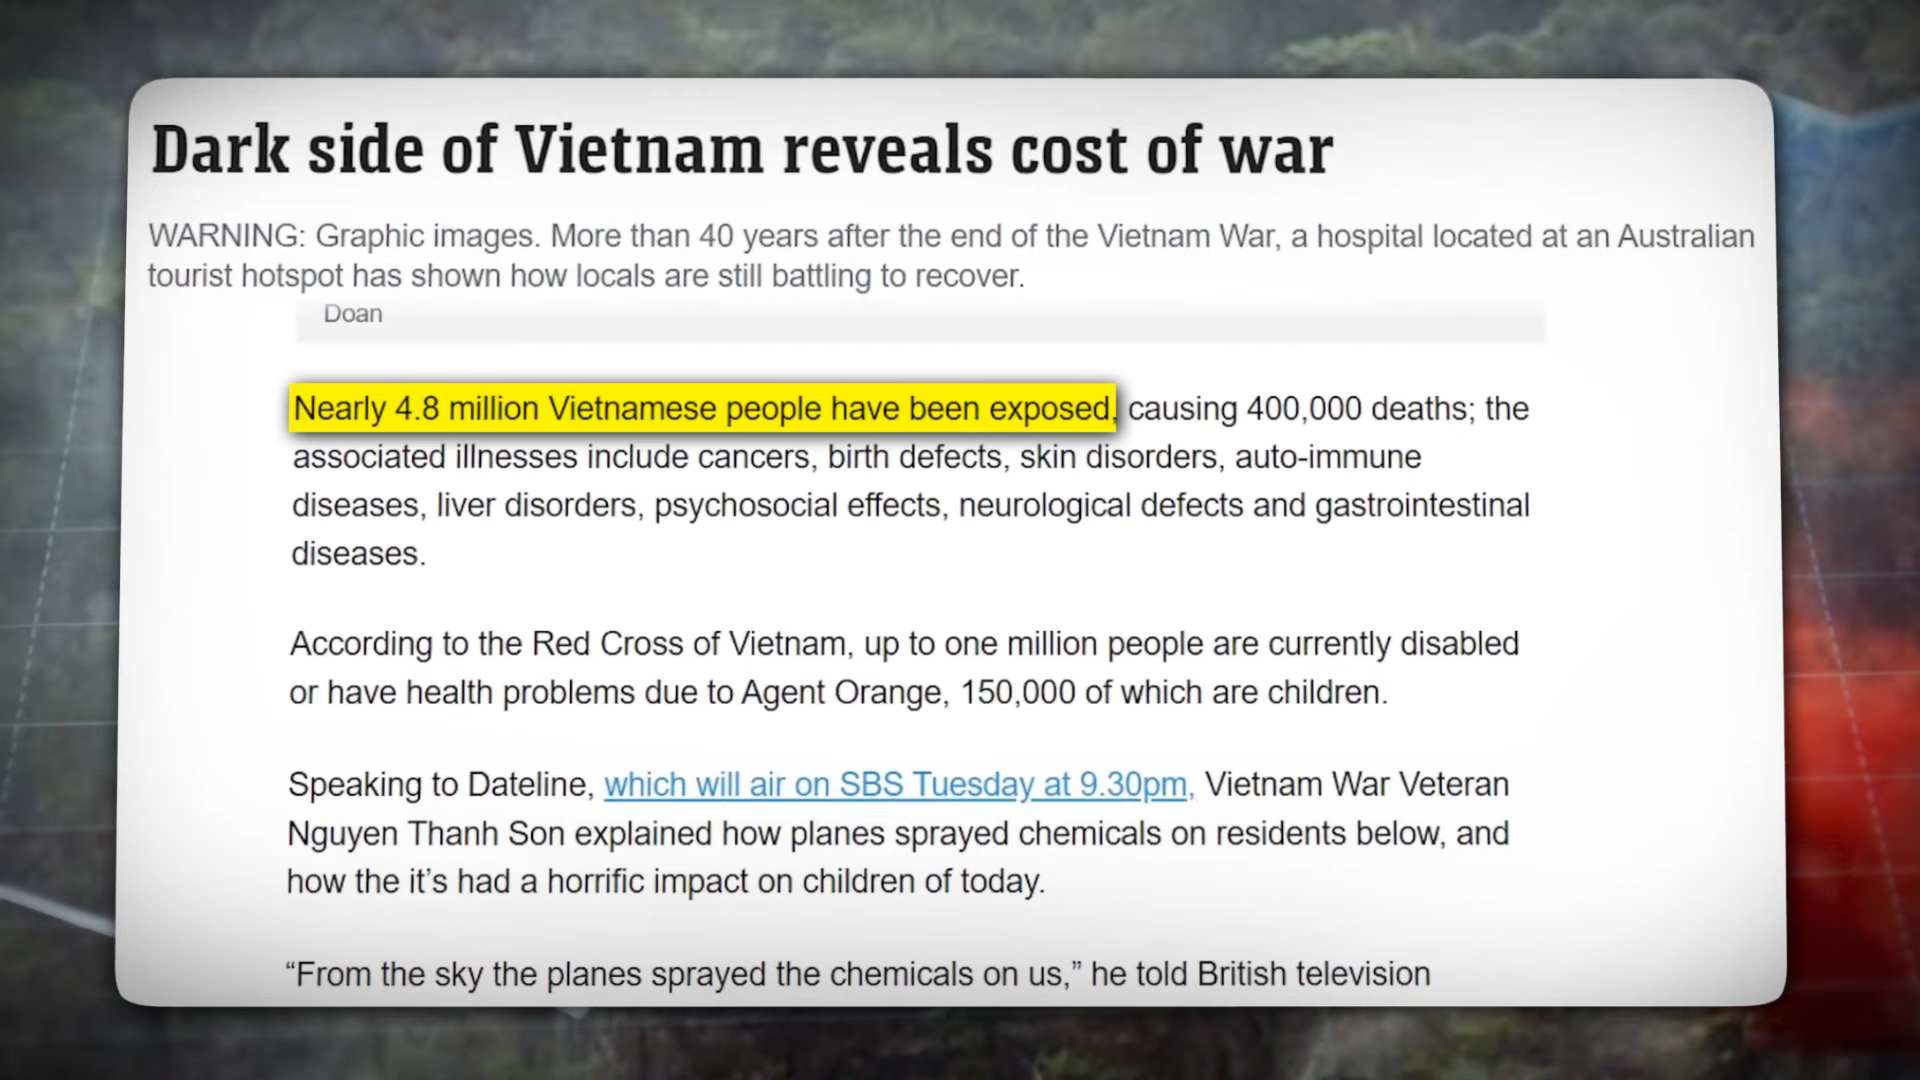 Dark side of Vietnam reveals cost of war
WARNING: Graphic images. More than 40 years after the end of the Vietnam War, a hospital located at an Australian
tourist hotspot has shown how locals are still battling to recover.
Doan
Nearly 4.8 million Vietnamese people have been exposed, causing 400,000 deaths; the
associated illnesses include cancers, birth defects, skin disorders, auto-immune
diseases, liver disorders, psychosocial effects, neurological defects and gastrointestinal
diseases.
According to the Red Cross of Vietnam, up to one million people are currently disabled
or have health problems due to Agent Orange, 150,000 of which are children.
Speaking to Dateline, which will air on SBS Tuesday at 9.30pm, Vietnam War Veteran
Nguyen Thanh Son explained how planes sprayed chemicals on residents below, and
how the it’s had a horrific impact on children of today.
“From the sky the planes sprayed the chemicals on us,” he told British television